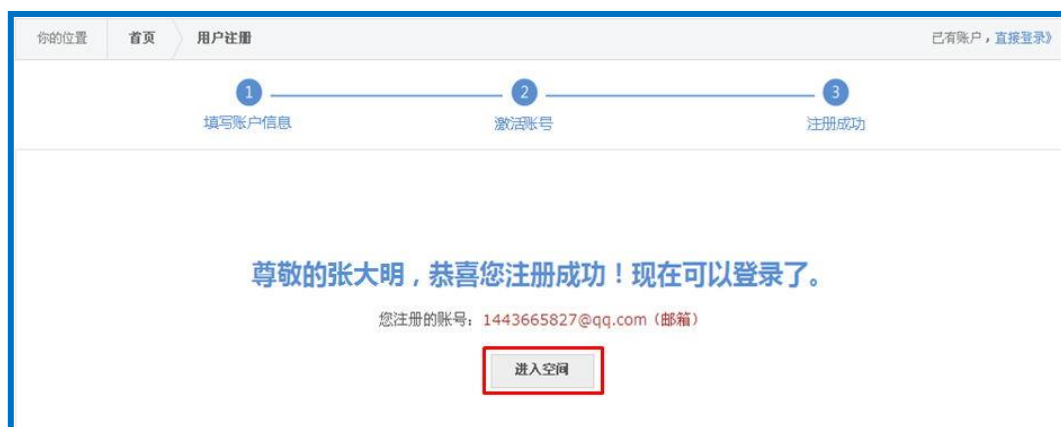 你的位置 首页 用户注册 已有账户，直接登录》
1 2 3
填写账户信息 激活账号 注册成功
尊敬的张大明，恭喜您注册成功！现在可以登录了。
您注册的账号：1443665827@qq.com（邮箱）
进入空间